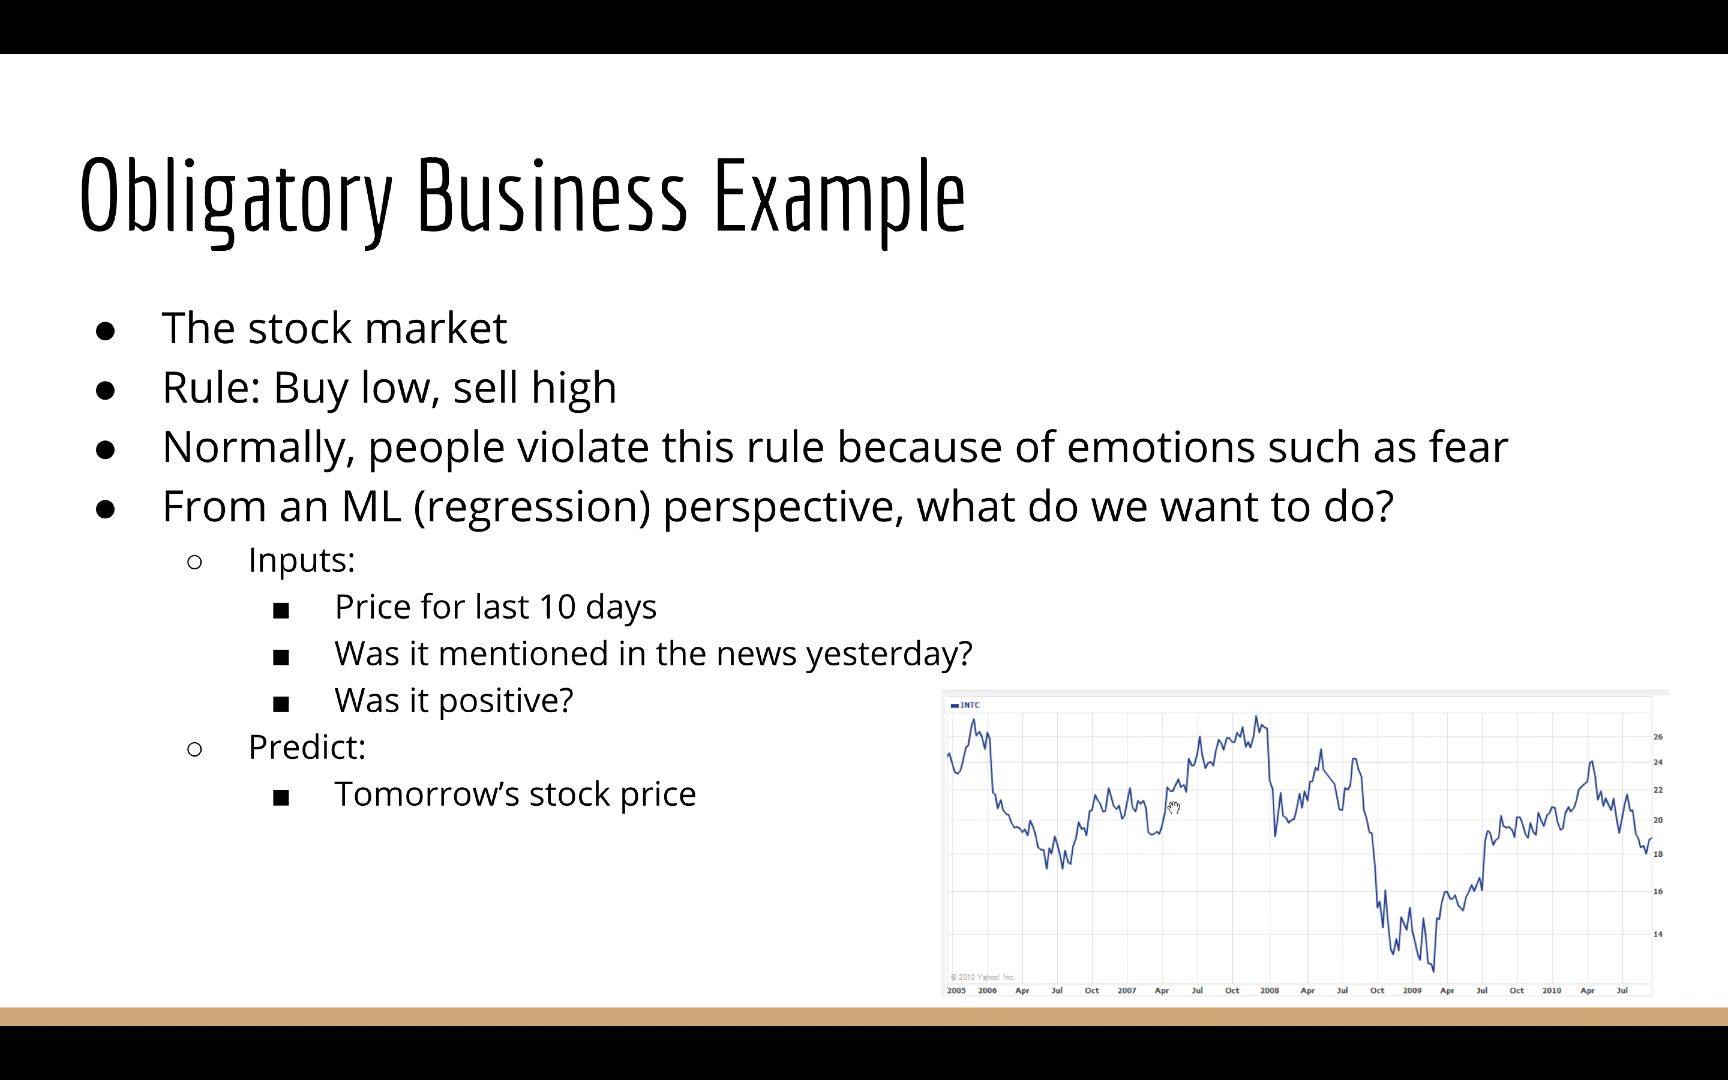 Obligatory Business Example
● The stock market
● Rule: Buy low, sell high
● Normally, people violate this rule because of emotions such as fear
● From an ML (regression) perspective, what do we want to do?
○ Inputs:
■ Price for last 10 days
■ Was it mentioned in the news yesterday?
■ Was it positive?
○ Predict:
■ Tomorrow’s stock price
INTC
26
24
22
20
18
16
14
© 2010 Yahoo! Inc.
2005 2006 Apr Jul Oct 2007 Apr Jul Oct 2008 Apr Jul Oct 2009 Apr Jul Oct 2010 Apr Jul